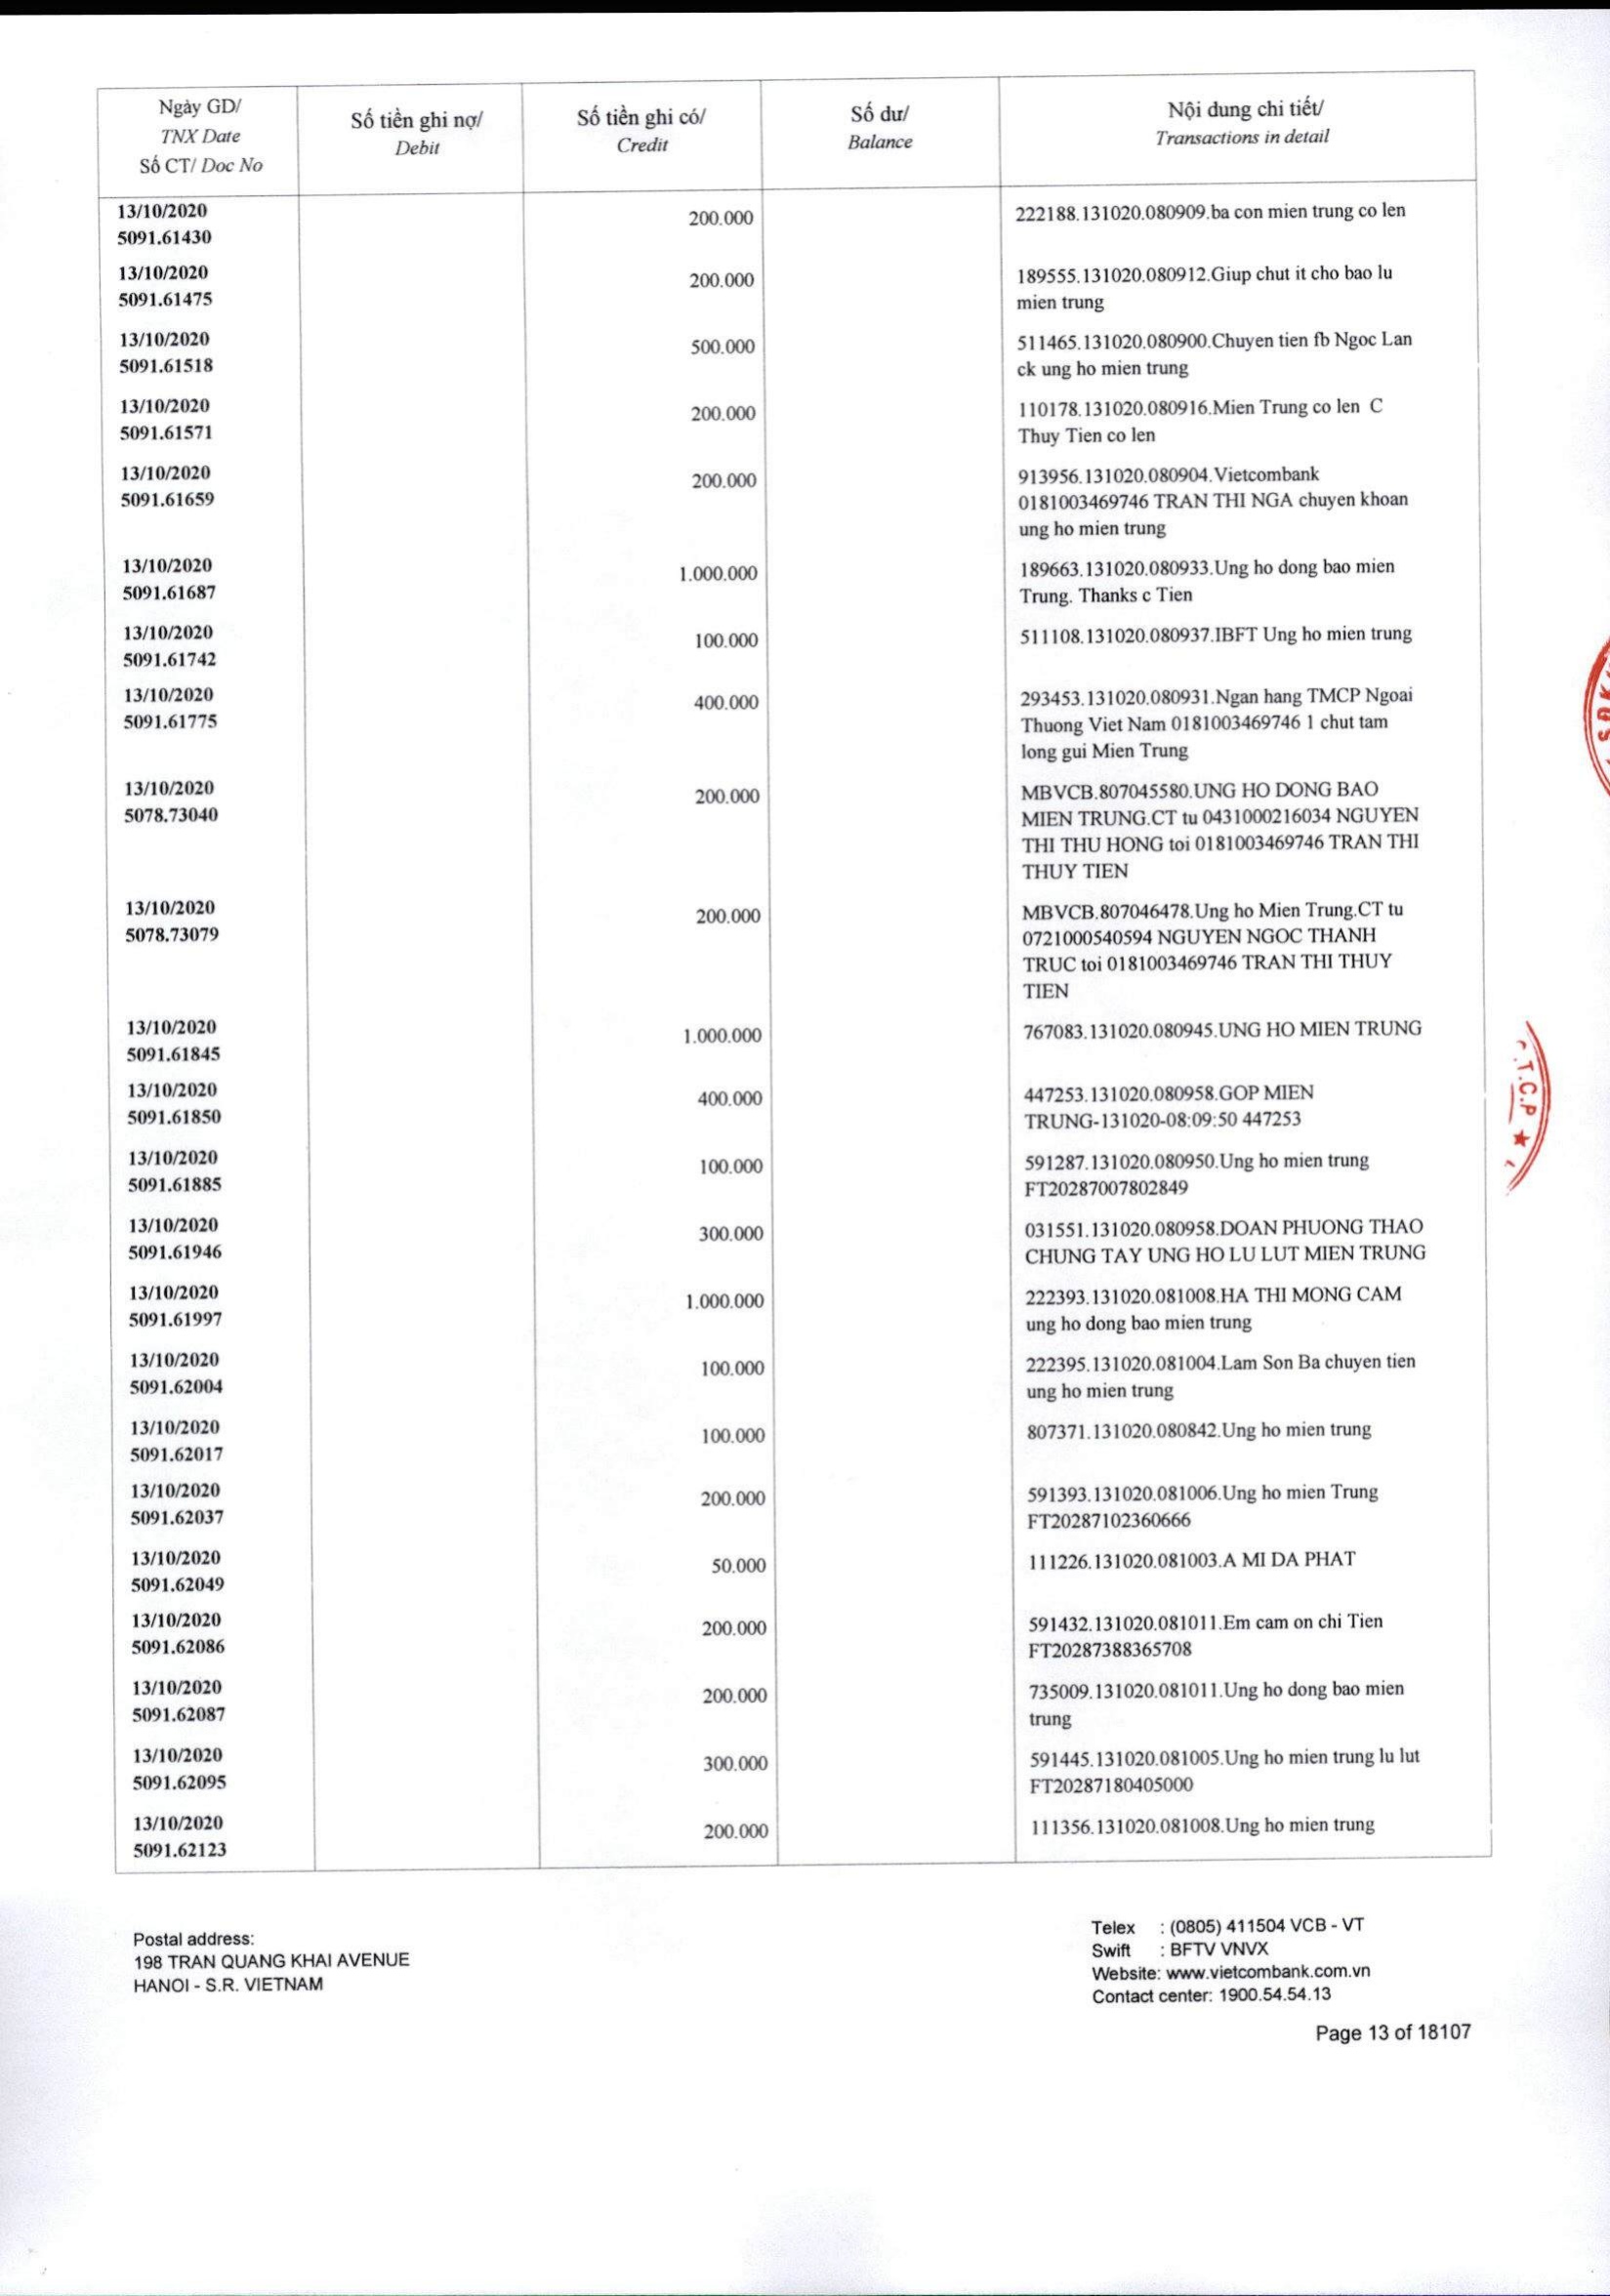 Ngày GD/
TNX Date
Số CT/ Doc No
Số tiền ghi nợ/
Debit
Số tiền ghi có/
Credit
Số dư/
Balance
Nội dung chi tiết/
Transactions in detail
13/10/2020
5091.61430
200.000
222188.131020.080909.ba con mien trung co len
13/10/2020
5091.61475
200.000
189555.131020.080912.Giup chut it cho bao lu
mien trung
13/10/2020
5091.61518
500.000
511465.131020.080900.Chuyen tien fb Ngoc Lan
ck ung ho mien trung
13/10/2020
5091.61571
200.000
110178.131020.080916.Mien Trung co len C
Thuy Tien co len
13/10/2020
5091.61659
200.000
913956.131020.080904.Vietcombank
0181003469746 TRAN THI NGA chuyen khoan
ung ho mien trung
13/10/2020
5091.61687
1.000.000
189663.131020.080933.Ung ho dong bao mien
Trung. Thanks c Tien
13/10/2020
5091.61742
100.000
511108.131020.080937.IBFT Ung ho mien trung
13/10/2020
5091.61775
400.000
293453.131020.080931.Ngan hang TMCP Ngoai
Thuong Viet Nam 0181003469746 1 chut tam
long gui Mien Trung
13/10/2020
5078.73040
200.000
MBVCB.807045580.UNG HO DONG BAO
MIEN TRUNG.CT tu 0431000216034 NGUYEN
THI THU HONG toi 0181003469746 TRAN THI
THUY TIEN
13/10/2020
5078.73079
200.000
MBVCB.807046478.Ung ho Mien Trung.CT tu
0721000540594 NGUYEN NGOC THANH
TRUC toi 0181003469746 TRAN THI THUY
TIEN
13/10/2020
5091.61845
1.000.000
767083.131020.080945.UNG HO MIEN TRUNG
13/10/2020
5091.61850
400.000
447253.131020.080958.GOP MIEN
TRUNG-131020-08:09:50 447253
13/10/2020
5091.61885
100.000
591287.131020.080950.Ung ho mien trung
FT20287007802849
13/10/2020
5091.61946
300.000
031551.131020.080958.DOAN PHUONG THAO
CHUNG TAY UNG HO LU LUT MIEN TRUNG
13/10/2020
5091.61997
1.000.000
222393.131020.081008.HA THI MONG CAM
ung ho dong bao mien trung
13/10/2020
5091.62004
100.000
222395.131020.081004.Lam Son Ba chuyen tien
ung ho mien trung
13/10/2020
5091.62017
100.000
807371.131020.080842.Ung ho mien trung
13/10/2020
5091.62037
200.000
591393.131020.081006.Ung ho mien Trung
FT20287102360666
13/10/2020
5091.62049
50.000
111226.131020.081003.A MI DA PHAT
13/10/2020
5091.62086
200.000
591432.131020.081011.Em cam on chi Tien
FT20287388365708
13/10/2020
5091.62087
200.000
735009.131020.081011.Ung ho dong bao mien
trung
13/10/2020
5091.62095
300.000
591445.131020.081005.Ung ho mien trung lu lut
FT20287180405000
13/10/2020
5091.62123
200.000
111356.131020.081008.Ung ho mien trung
.T.C.P ★
Postal address:
198 TRAN QUANG KHAI AVENUE
HANOI - S.R. VIETNAM
Telex : (0805) 411504 VCB - VT
Swift : BFTV VNVX
Website: www.vietcombank.com.vn
Contact center: 1900.54.54.13
Page 13 of 18107